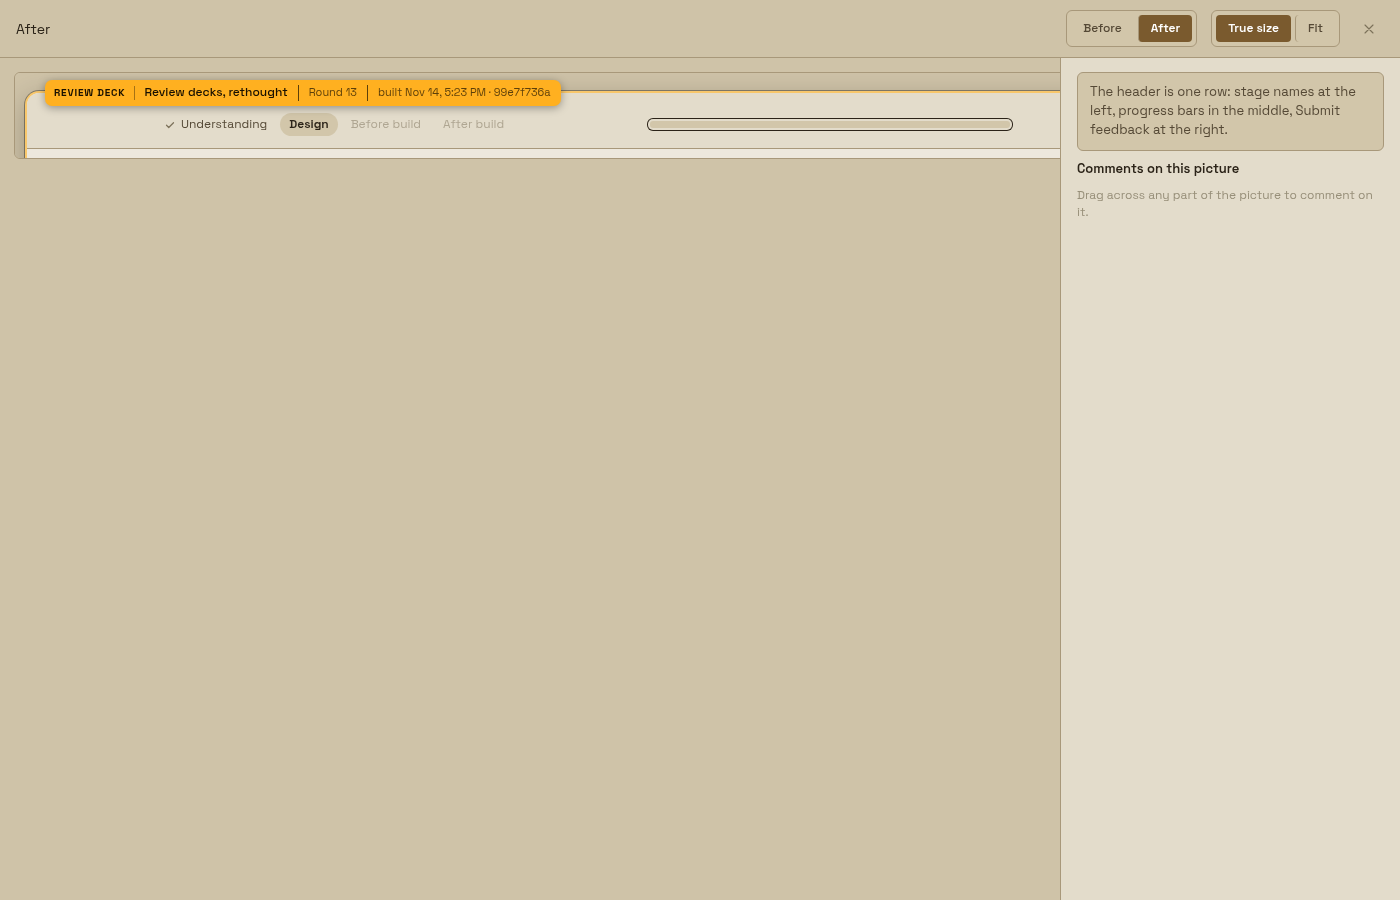 After
Before
After
True size
Fit
REVIEW DECK
Review decks, rethought
Round 13
built Nov 14, 5:23 PM · 99e7f736a
Understanding
Design
Before build
After build
The header is one row: stage names at the
left, progress bars in the middle, Submit
feedback at the right.
Comments on this picture
Drag across any part of the picture to comment on
it.